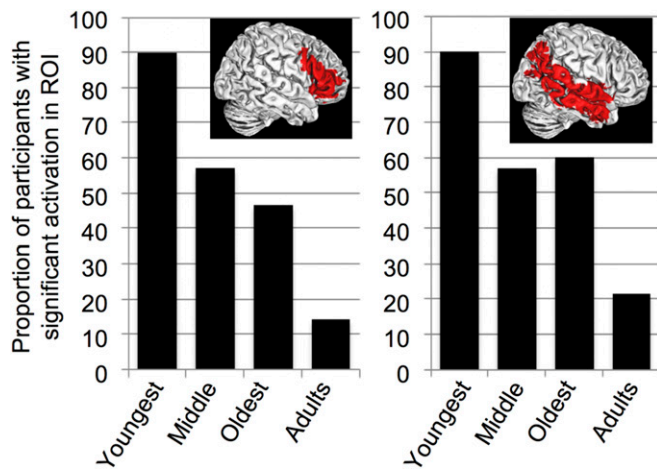 Proportion of participants with
significant activation in ROI
100
90
80
70
60
50
40
30
20
10
0
Youngest
Middle
Oldest
Adults
100
90
80
70
60
50
40
30
20
10
0
Youngest
Middle
Oldest
Adults